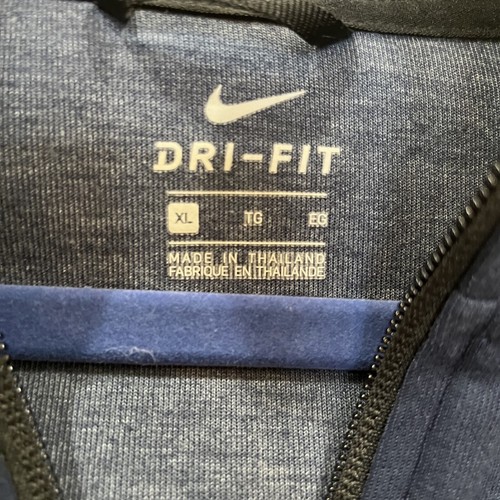 DRI-FIT
XL TG EG
MADE IN THAILAND
FABRIQUE EN THAILANDE